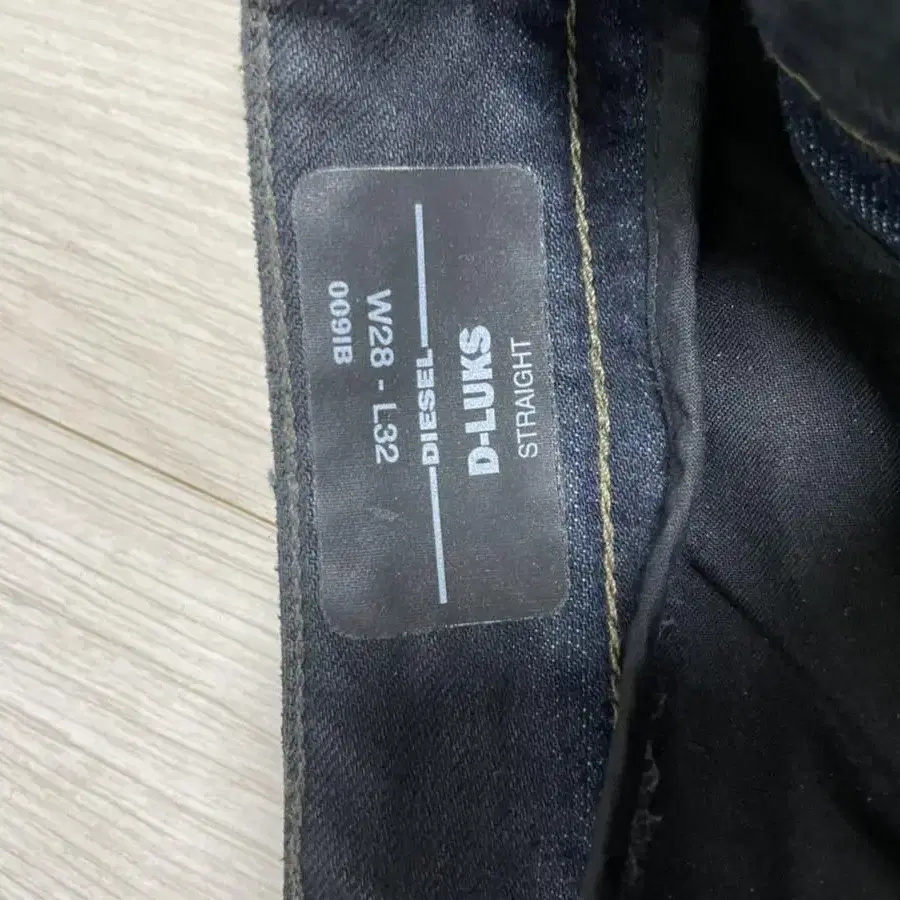 DIESEL
D-LUKS
STRAIGHT
W28 - L32
009IB